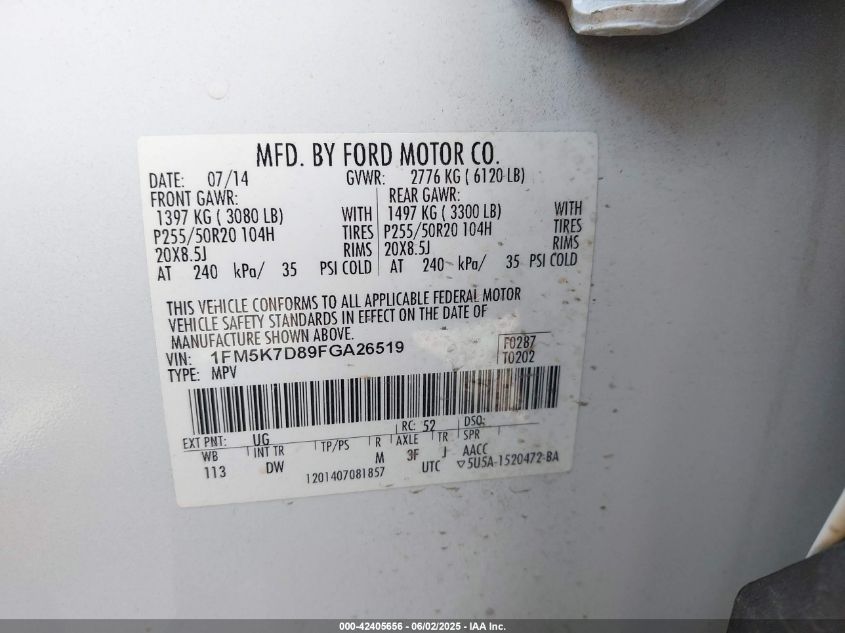 MFD. BY FORD MOTOR CO.
DATE: 07/14 GVWR: 2776 KG ( 6120 LB)
FRONT GAWR: REAR GAWR:
1397 KG ( 3080 LB) WITH 1497 KG ( 3300 LB) WITH
P255/50R20 104H TIRES P255/50R20 104H TIRES
20X8.5J RIMS 20X8.5J RIMS
AT 240 kPa/ 35 PSI COLD AT 240 kPa/ 35 PSI COLD
THIS VEHICLE CONFORMS TO ALL APPLICABLE FEDERAL MOTOR
VEHICLE SAFETY STANDARDS IN EFFECT ON THE DATE OF
MANUFACTURE SHOWN ABOVE.
VIN: 1FM5K7D89FGA26519 F0287
TYPE: MPV T0202
EXT PNT: UG RC: 52 DSO:
WB INT TR TP/PS R AXLE TR SPR
113 DW M 3F J AACC
1201407081857 UTC ▽5U5A-1520472-BA
000-42405656 - 06/02/2025 - IAA Inc.